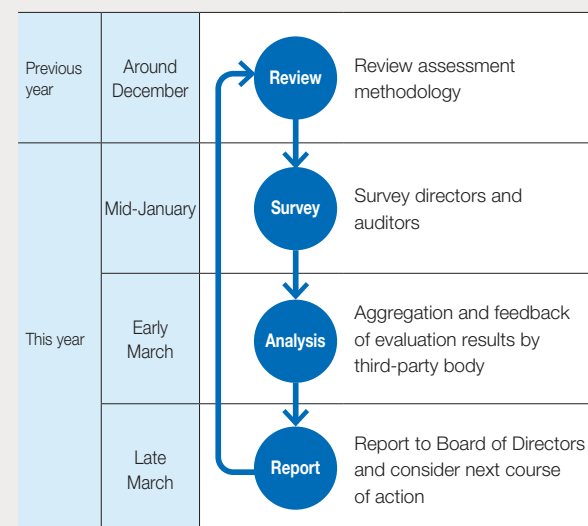 Previous
year
Around
December
Review
Review assessment
methodology
This year
Mid-January
Survey
Survey directors and
auditors
Early
March
Analysis
Aggregation and feedback
of evaluation results by
third-party body
Late
March
Report
Report to Board of Directors
and consider next course
of action